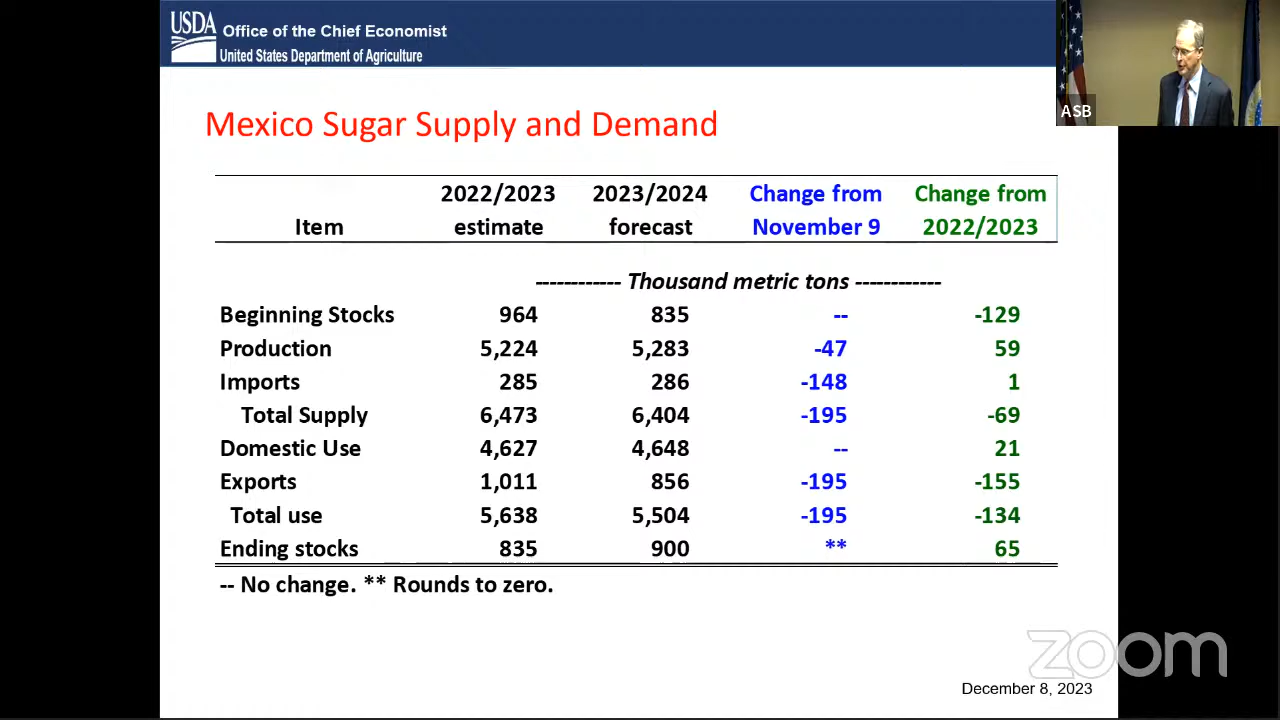 USDA
Office of the Chief Economist
United States Department of Agriculture
ASB
Mexico Sugar Supply and Demand
2022/2023 2023/2024 Change from Change from
Item estimate forecast November 9 2022/2023
------------ Thousand metric tons ------------
Beginning Stocks 964 835 -- -129
Production 5,224 5,283 -47 59
Imports 285 286 -148 1
Total Supply 6,473 6,404 -195 -69
Domestic Use 4,627 4,648 -- 21
Exports 1,011 856 -195 -155
Total use 5,638 5,504 -195 -134
Ending stocks 835 900 ** 65
-- No change. ** Rounds to zero.
zoom
December 8, 2023